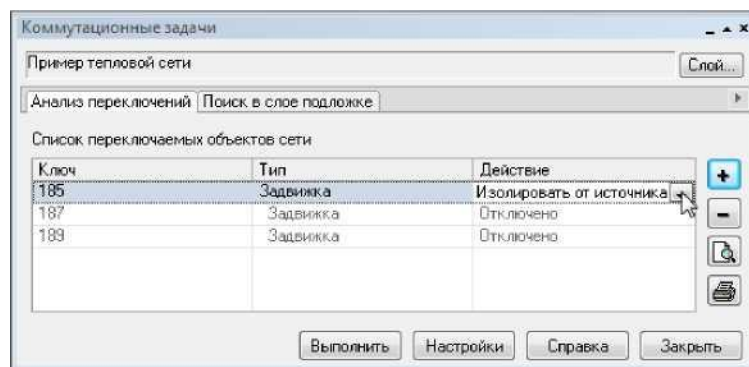 Коммутационные задачи
Пример тепловой сети
Слой...
Анализ переключений Поиск в слое подложке
Список переключаемых объектов сети
Ключ Тип Действие
185 Задвижка Изолировать от источника
187 Задвижка Отключено
189 Задвижка Отключено
Выполнить Настройки Справка Закрыть